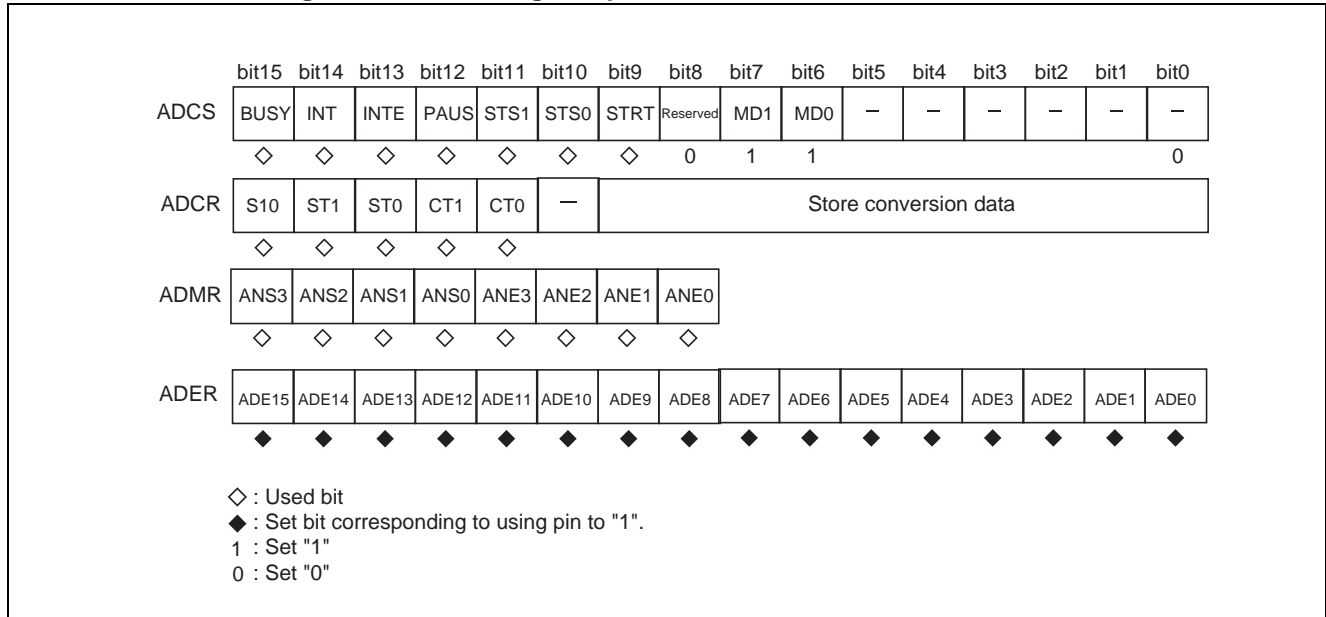 bit15 bit14 bit13 bit12 bit11 bit10 bit9 bit8 bit7 bit6 bit5 bit4 bit3 bit2 bit1 bit0
ADCS BUSY INT INTE PAUS STS1 STS0 STRT Reserved MD1 MD0 – – – – – –
◇ ◇ ◇ ◇ ◇ ◇ ◇ 0 1 1 0
ADCR S10 ST1 ST0 CT1 CT0 – Store conversion data
◇ ◇ ◇ ◇ ◇
ADMR ANS3 ANS2 ANS1 ANS0 ANE3 ANE2 ANE1 ANE0
◇ ◇ ◇ ◇ ◇ ◇ ◇ ◇
ADER ADE15 ADE14 ADE13 ADE12 ADE11 ADE10 ADE9 ADE8 ADE7 ADE6 ADE5 ADE4 ADE3 ADE2 ADE1 ADE0
◆ ◆ ◆ ◆ ◆ ◆ ◆ ◆ ◆ ◆ ◆ ◆ ◆ ◆ ◆ ◆
◇ : Used bit
◆ : Set bit corresponding to using pin to "1".
1 : Set "1"
0 : Set "0"